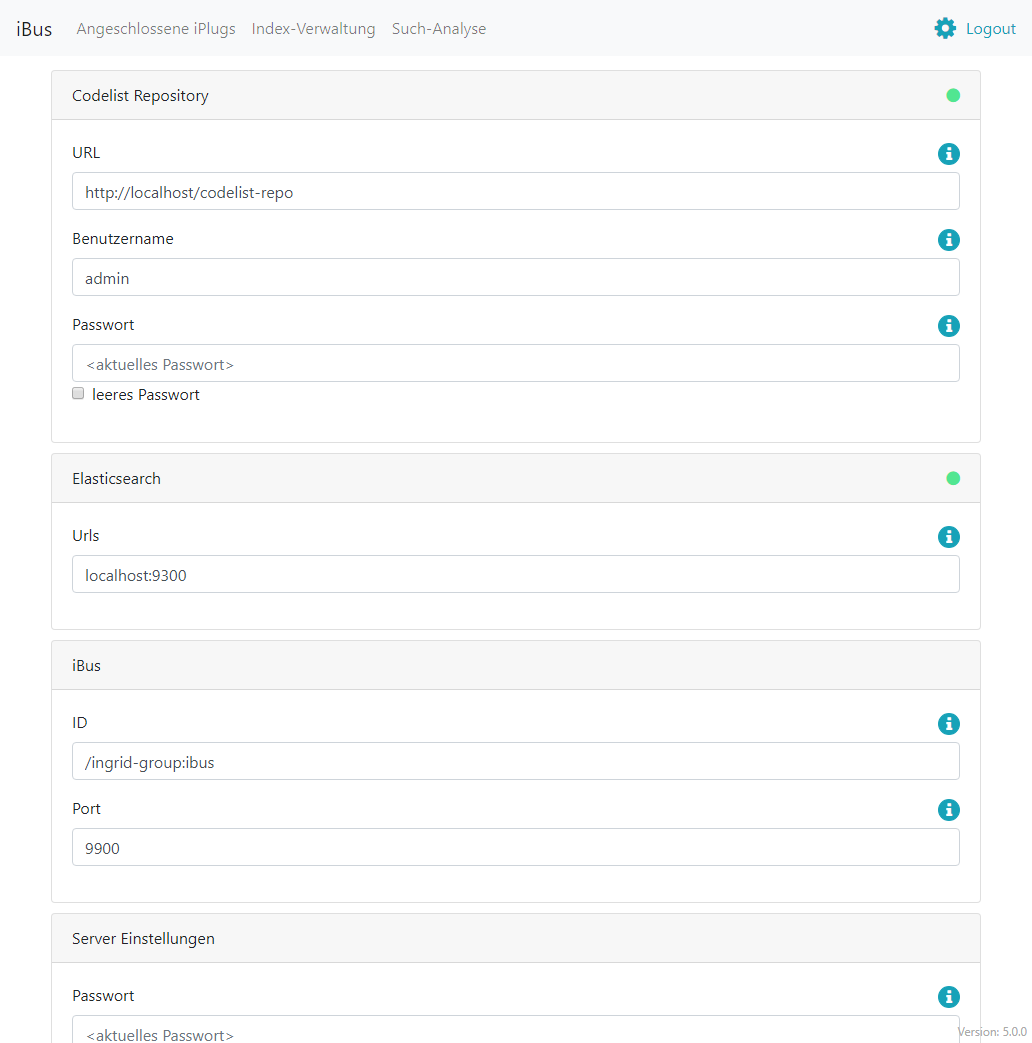 iBus Angeschlossene iPlugs Index-Verwaltung Such-Analyse Logout
Codelist Repository
URL
http://localhost/codelist-repo
Benutzername
admin
Passwort
<aktuelles Passwort>
leeres Passwort
Elasticsearch
Urls
localhost:9300
iBus
ID
/ingrid-group:ibus
Port
9900
Server Einstellungen
Passwort
<aktuelles Passwort>
Version: 5.0.0